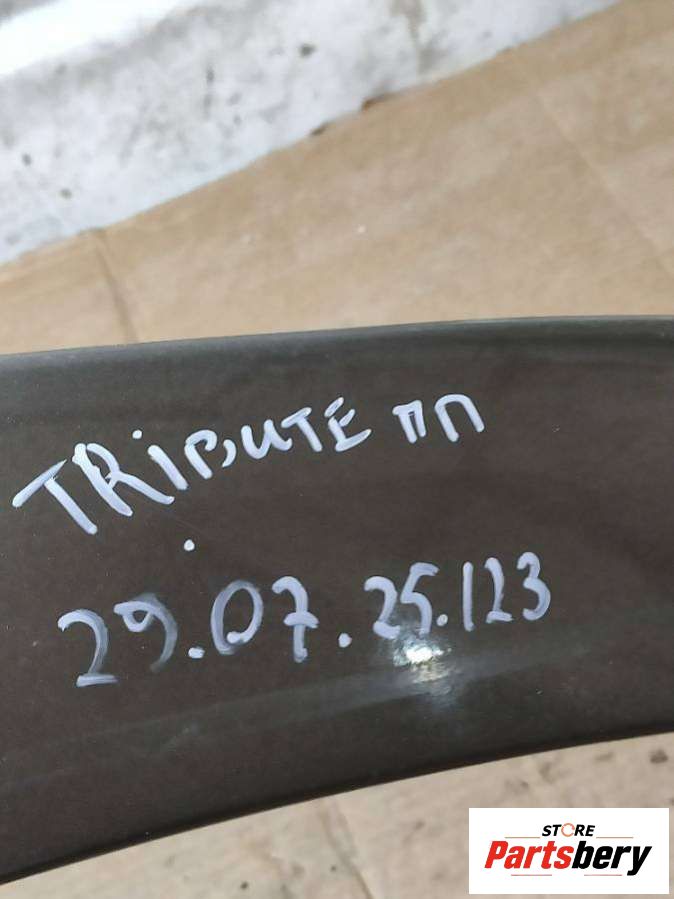 TRIBUTE ПП
29.07.25.123
STORE
Partsbery